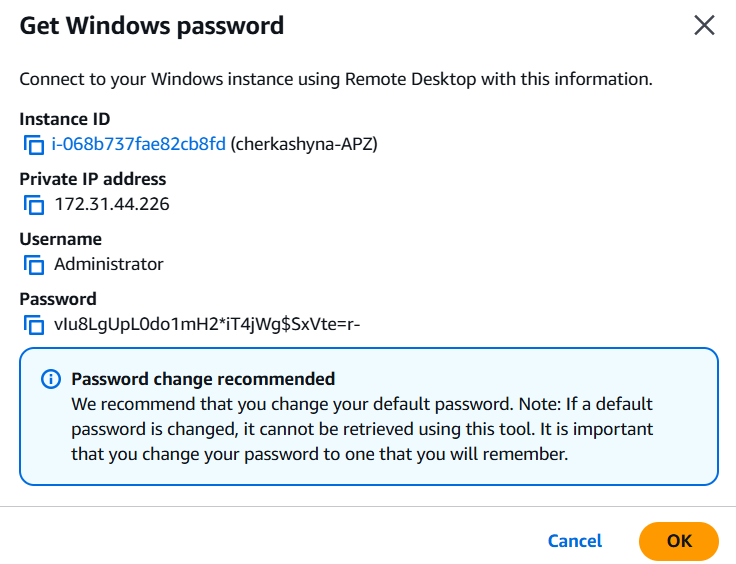 Get Windows password
Connect to your Windows instance using Remote Desktop with this information.
Instance ID
i-068b737fae82cb8fd (cherkashyna-APZ)
Private IP address
172.31.44.226
Username
Administrator
Password
vIu8LgUpL0do1mH2*iT4jWg$SxVte=r-
Password change recommended
We recommend that you change your default password. Note: If a default
password is changed, it cannot be retrieved using this tool. It is important
that you change your password to one that you will remember.
Cancel
OK